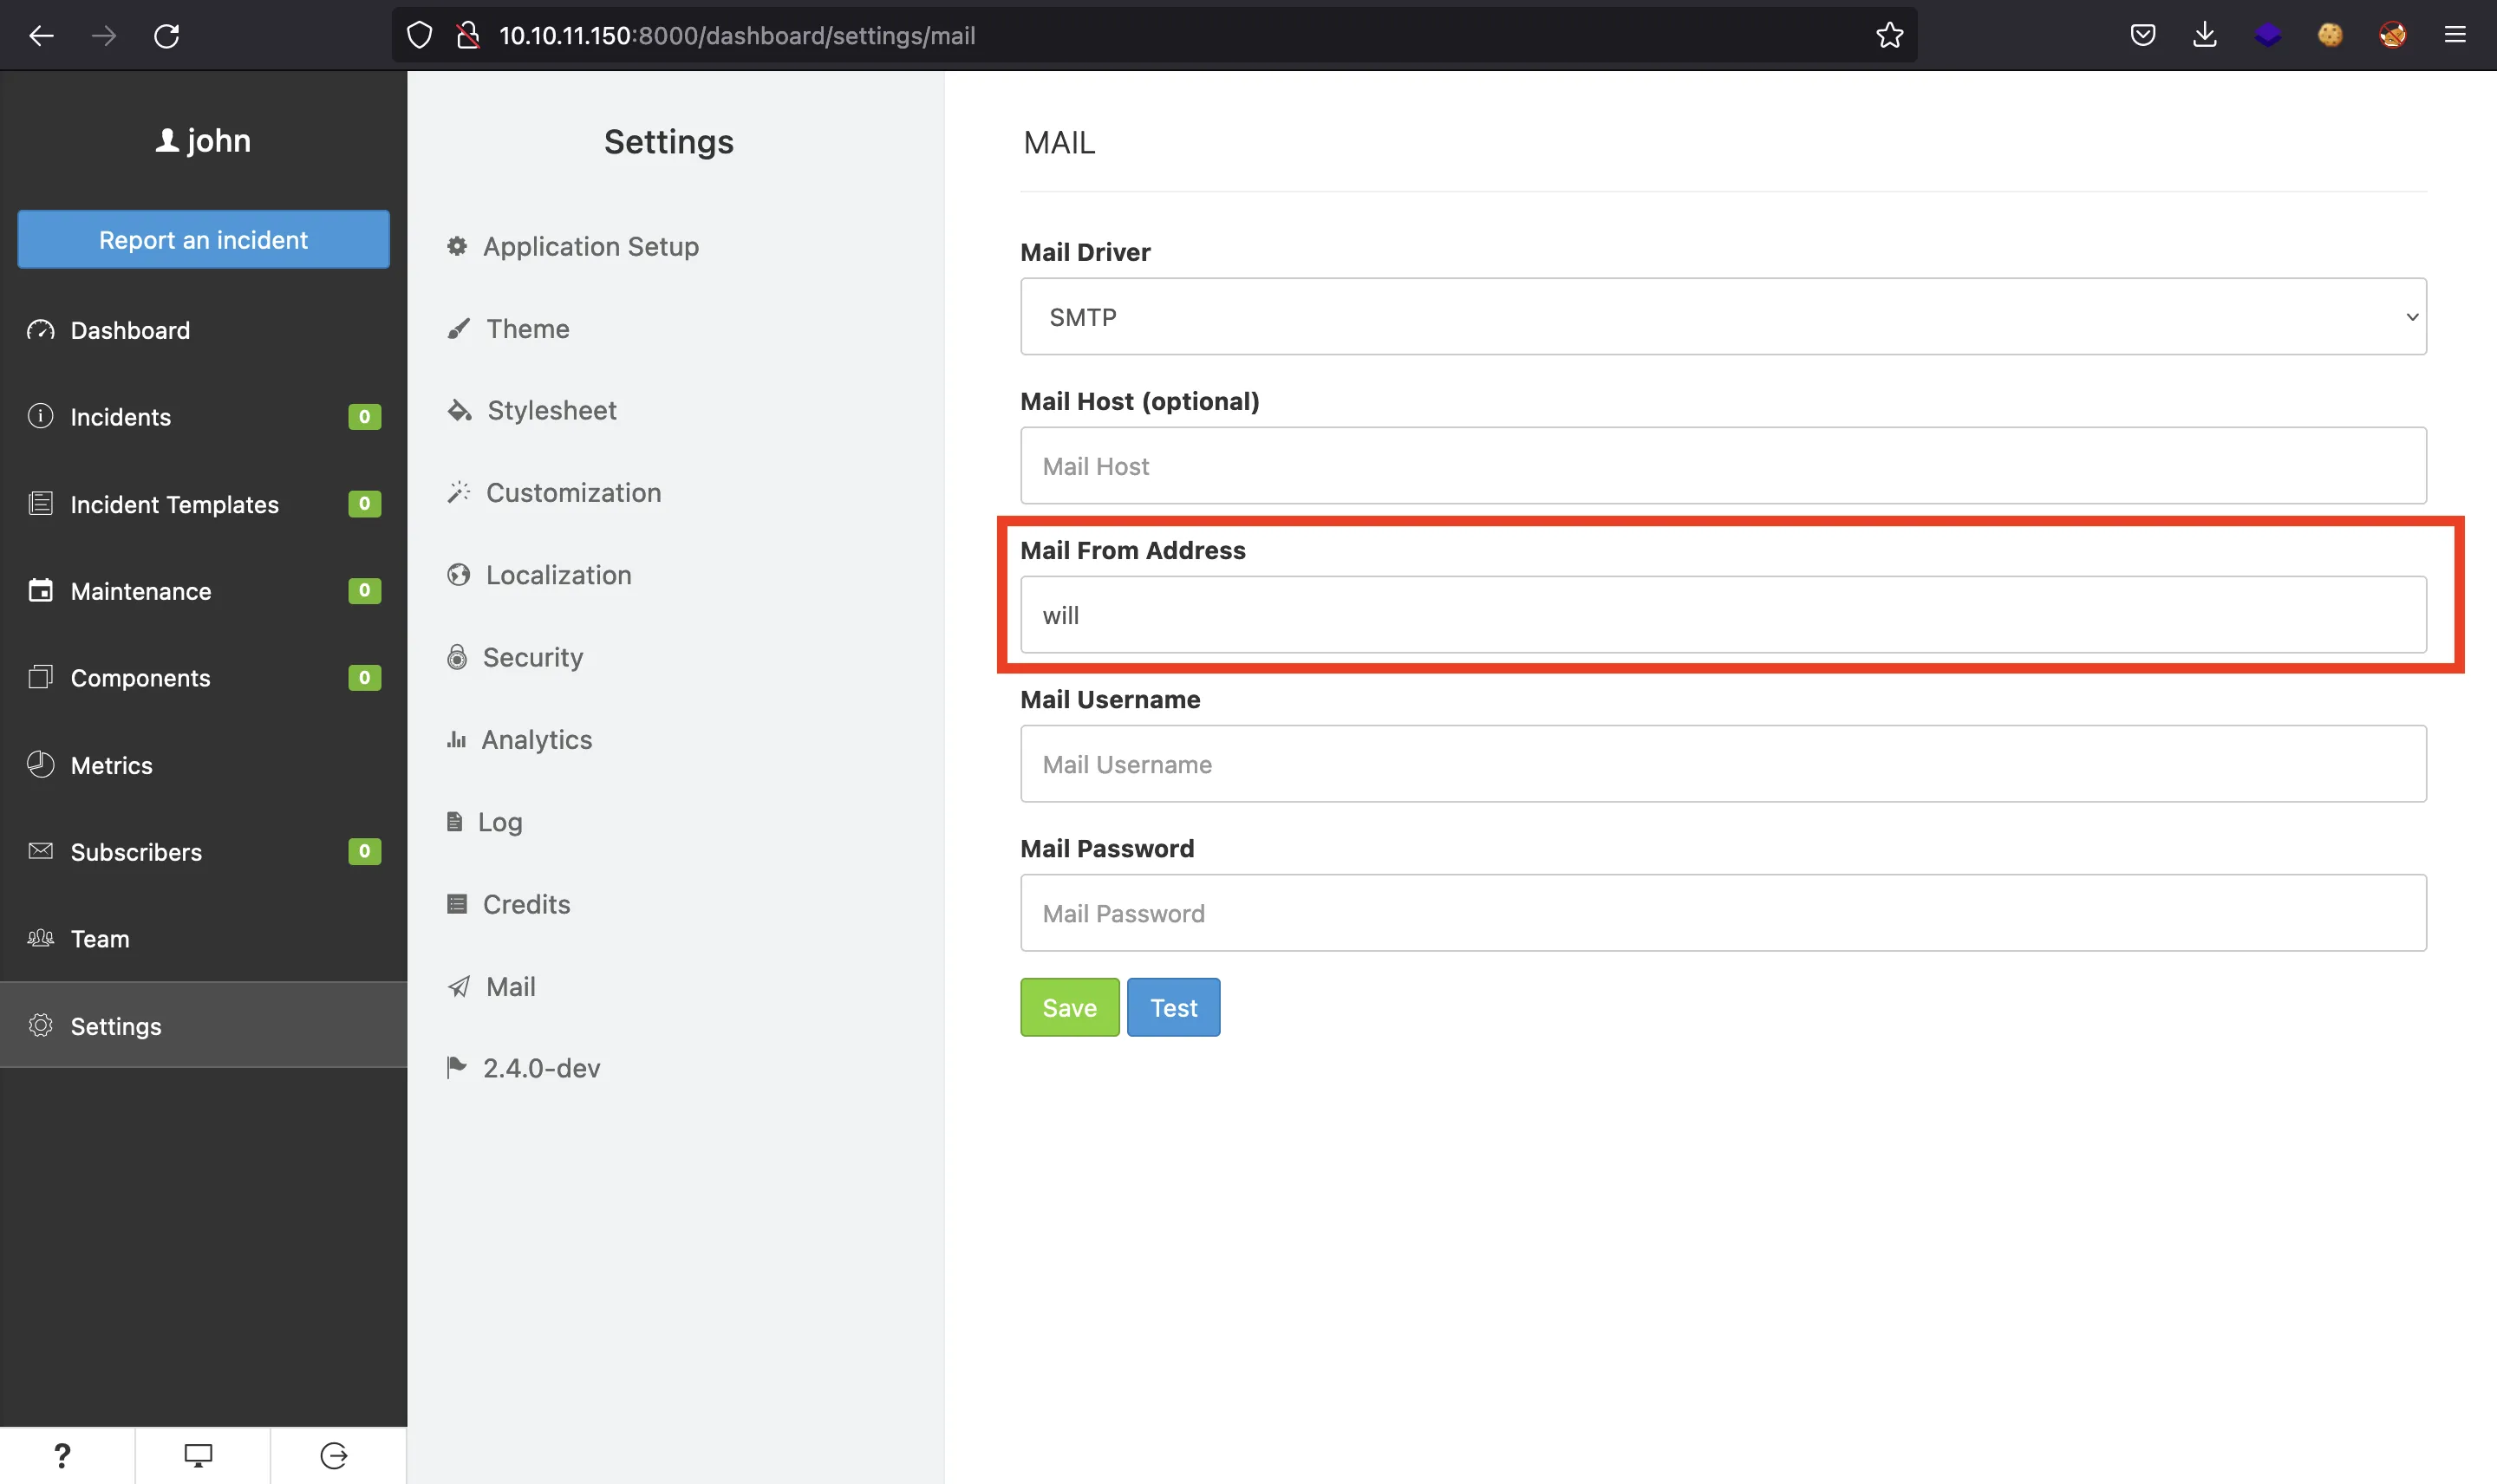 10.10.11.150:8000/dashboard/settings/mail
john
Report an incident
Dashboard
Incidents 0
Incident Templates 0
Maintenance 0
Components 0
Metrics
Subscribers 0
Team
Settings
?
Settings
Application Setup
Theme
Stylesheet
Customization
Localization
Security
Analytics
Log
Credits
Mail
2.4.0-dev
MAIL
Mail Driver
SMTP
Mail Host (optional)
Mail Host
Mail From Address
will
Mail Username
Mail Username
Mail Password
Mail Password
Save Test